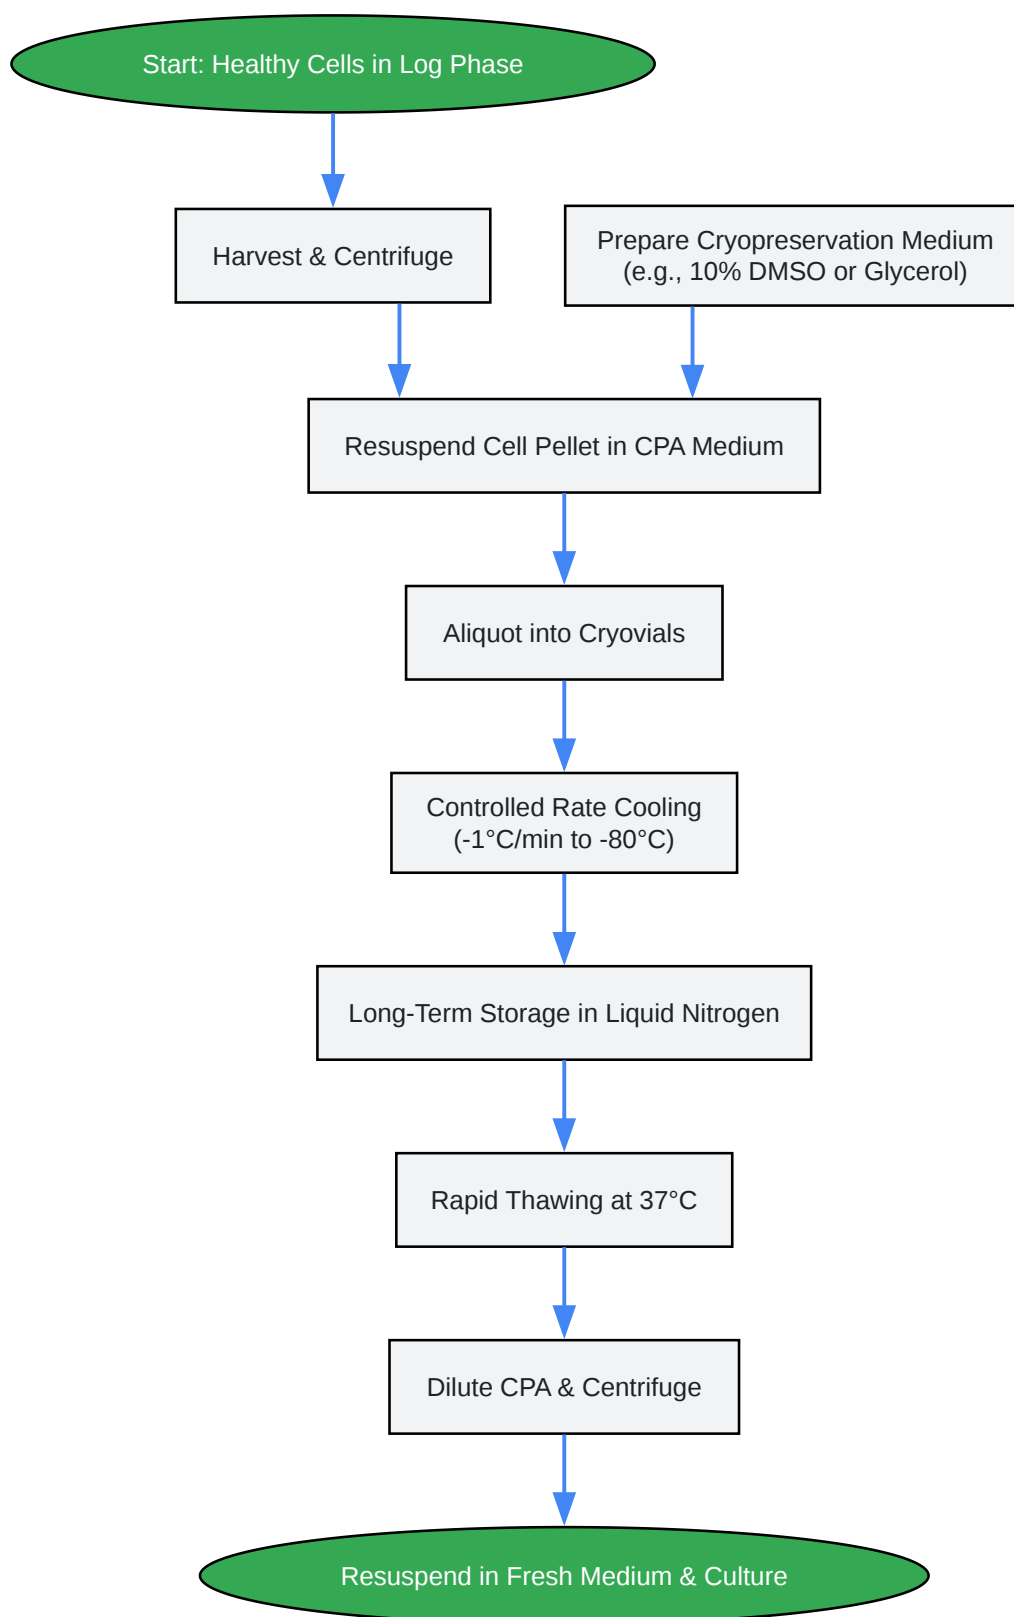 Start: Healthy Cells in Log Phase
Harvest & Centrifuge
Prepare Cryopreservation Medium
(e.g., 10% DMSO or Glycerol)
Resuspend Cell Pellet in CPA Medium
Aliquot into Cryovials
Controlled Rate Cooling
(-1°C/min to -80°C)
Long-Term Storage in Liquid Nitrogen
Rapid Thawing at 37°C
Dilute CPA & Centrifuge
Resuspend in Fresh Medium & Culture